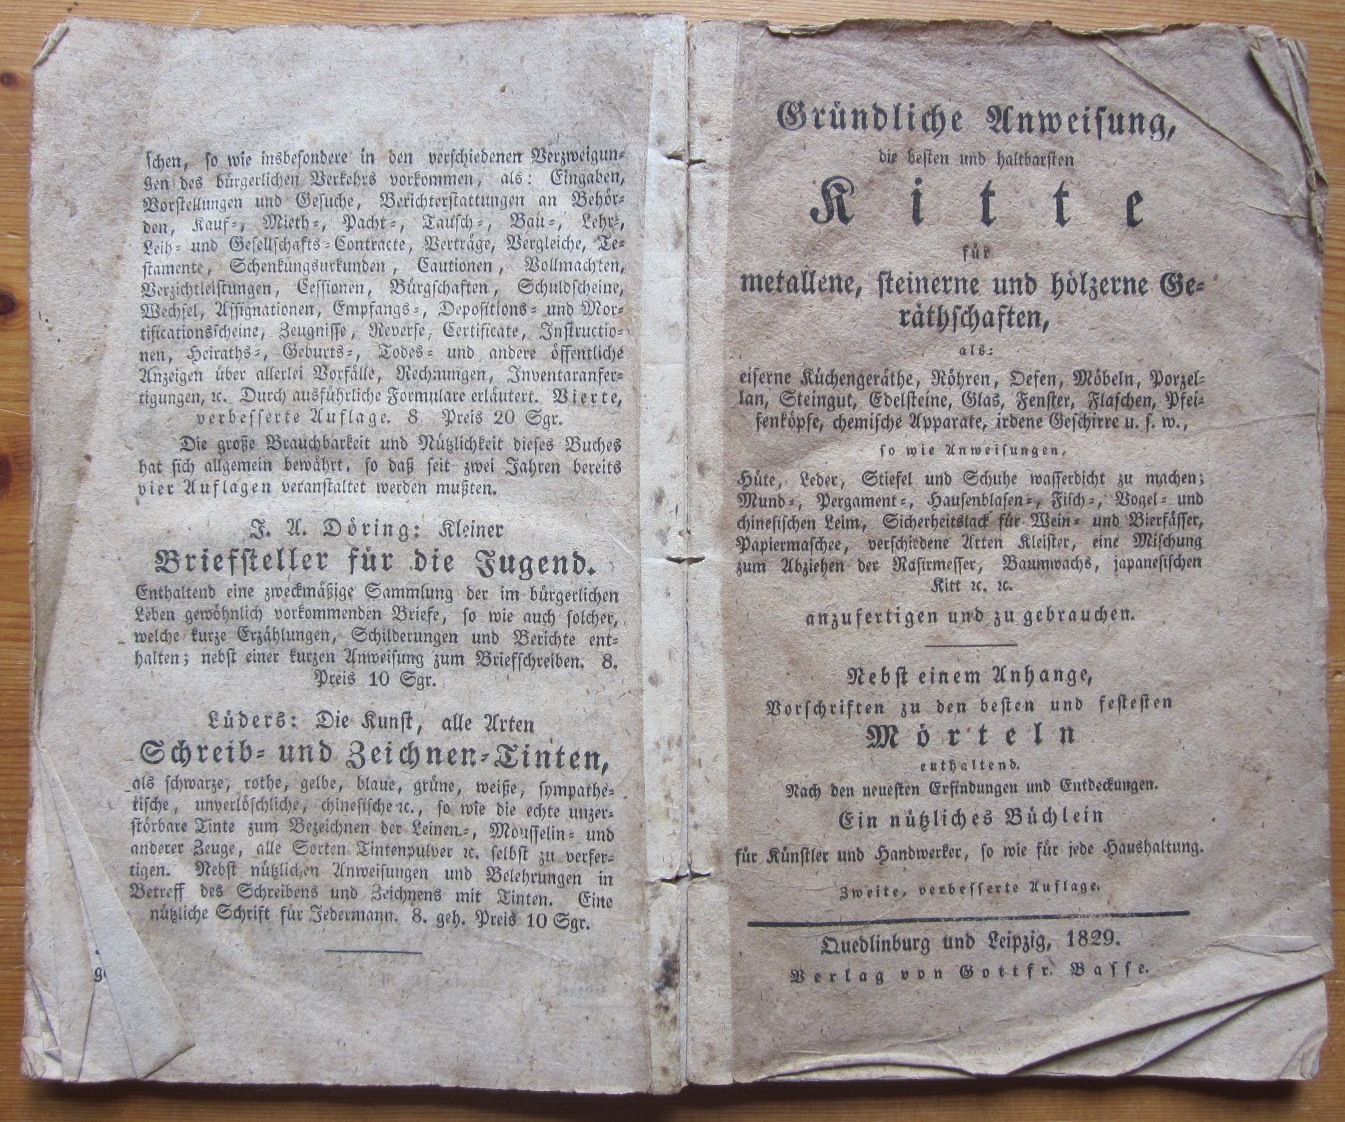 schen, so wie insbesondere in den verschiedenen Verzweigun-
gen des bürgerlichen Verkehrs vorkommen, als: Eingaben,
Vorstellungen und Gesuche, Berichterstattungen an Behör-
den, Kauf-, Mieth-, Pacht-, Tausch-, Bau-, Lehr-,
Leih- und Gesellschafts-Contracte, Verträge, Vergleiche, Te-
stamente, Schenkungsurkunden, Cautionen, Vollmachten,
Verzichtleistungen, Cessionen, Bürgschaften, Schuldscheine,
Wechsel, Assignationen, Empfangs-, Depositions- und Mor-
tificationsscheine, Zeugnisse, Reverse, Certificate, Instructio-
nen, Heiraths-, Geburts-, Todes- und andere öffentliche
Anzeigen über allerlei Vorfälle, Rechnungen, Inventaranfer-
tigungen, ꝛc. Durch ausführliche Formulare erläutert. Vierte,
verbesserte Auflage. 8. Preis 20 Sgr.
Die große Brauchbarkeit und Nützlichkeit dieses Buches
hat sich allgemein bewährt, so daß seit zwei Jahren bereits
vier Auflagen veranstaltet werden mußten.
J. A. Döring: Kleiner
Briefsteller für die Jugend.
Enthaltend eine zweckmäßige Sammlung der im bürgerlichen
Leben gewöhnlich vorkommenden Briefe, so wie auch solcher,
welche kurze Erzählungen, Schilderungen und Berichte ent-
halten; nebst einer kurzen Anweisung zum Briefschreiben. 8.
Preis 10 Sgr.
Lüders: Die Kunst, alle Arten
Schreib- und Zeichnen-Tinten,
als schwarze, rothe, gelbe, blaue, grüne, weiße, sympathe-
tische, unverlöschliche, chinesische ꝛc., so wie die echte unzer-
störbare Tinte zum Bezeichnen der Leinen-, Mousselin- und
anderer Zeuge, alle Sorten Tintenpulver ꝛc. selbst zu verfer-
tigen. Nebst nützlichen Anweisungen und Belehrungen in
Betreff des Schreibens und Zeichnens mit Tinten. Eine
nützliche Schrift für Jedermann. 8. geh. Preis 10 Sgr.
Gründliche Anweisung,
die besten und haltbarsten
Kitte
für
metallene, steinerne und hölzerne Ge-
räthschaften,
als:
eiserne Küchengeräthe, Röhren, Oefen, Möbeln, Porzel-
lan, Steingut, Edelsteine, Glas, Fenster, Flaschen, Pfei-
fenköpfe, chemische Apparate, irdene Geschirre u. s. w.,
so wie Anweisungen,
Hüte, Leder, Stiefel und Schuhe wasserdicht zu machen;
Mund-, Pergament-, Hausenblasen-, Fisch-, Vogel- und
chinesischen Leim, Sicherheitslack für Wein- und Bierfässer,
Papiermaschee, verschiedene Arten Kleister, eine Mischung
zum Abziehen der Rasirmesser, Baumwachs, japanesischen
Kitt ꝛc. ꝛc.
anzufertigen und zu gebrauchen.
Nebst einem Anhange,
Vorschriften zu den besten und festesten
Mörteln
enthaltend.
Nach den neuesten Erfindungen und Entdeckungen.
Ein nützliches Büchlein
für Künstler und Handwerker, so wie für jede Haushaltung.
Zweite, verbesserte Auflage.
Quedlinburg und Leipzig, 1829.
Verlag von Gottfr. Basse.